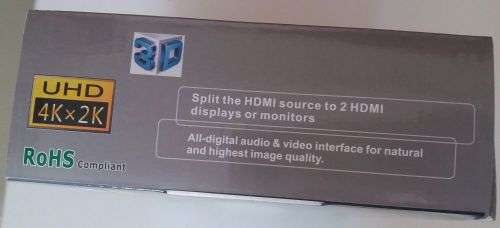 3D
UHD
4K×2K
RoHS Compliant
Split the HDMI source to 2 HDMI
displays or monitors
All-digital audio & video interface for natural
and highest image quality.